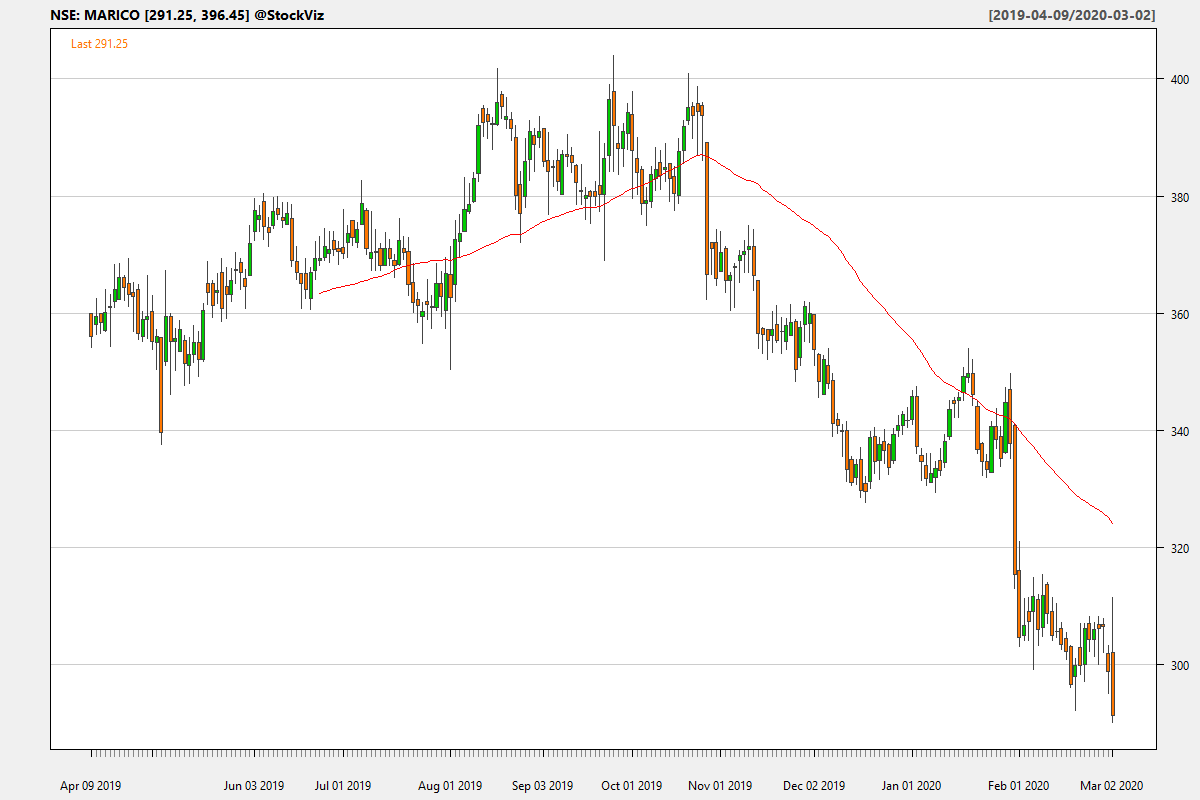 NSE: MARICO [291.25, 396.45] @StockViz [2019-04-09/2020-03-02]
Last 291.25
400
380
360
340
320
300
Apr 09 2019 Jun 03 2019 Jul 01 2019 Aug 01 2019 Sep 03 2019 Oct 01 2019 Nov 01 2019 Dec 02 2019 Jan 01 2020 Feb 01 2020 Mar 02 2020